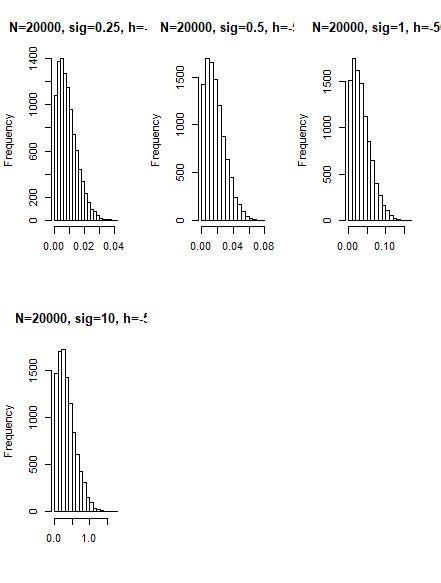 N=20000, sig=0.25, h=-
Frequency
0 200 600 1000 1400
0.00 0.02 0.04
N=20000, sig=0.5, h=-5
Frequency
0 500 1000 1500
0.00 0.04 0.08
N=20000, sig=1, h=-50
Frequency
0 500 1000 1500
0.00 0.10
N=20000, sig=10, h=-5
Frequency
0 500 1000 1500
0.0 1.0